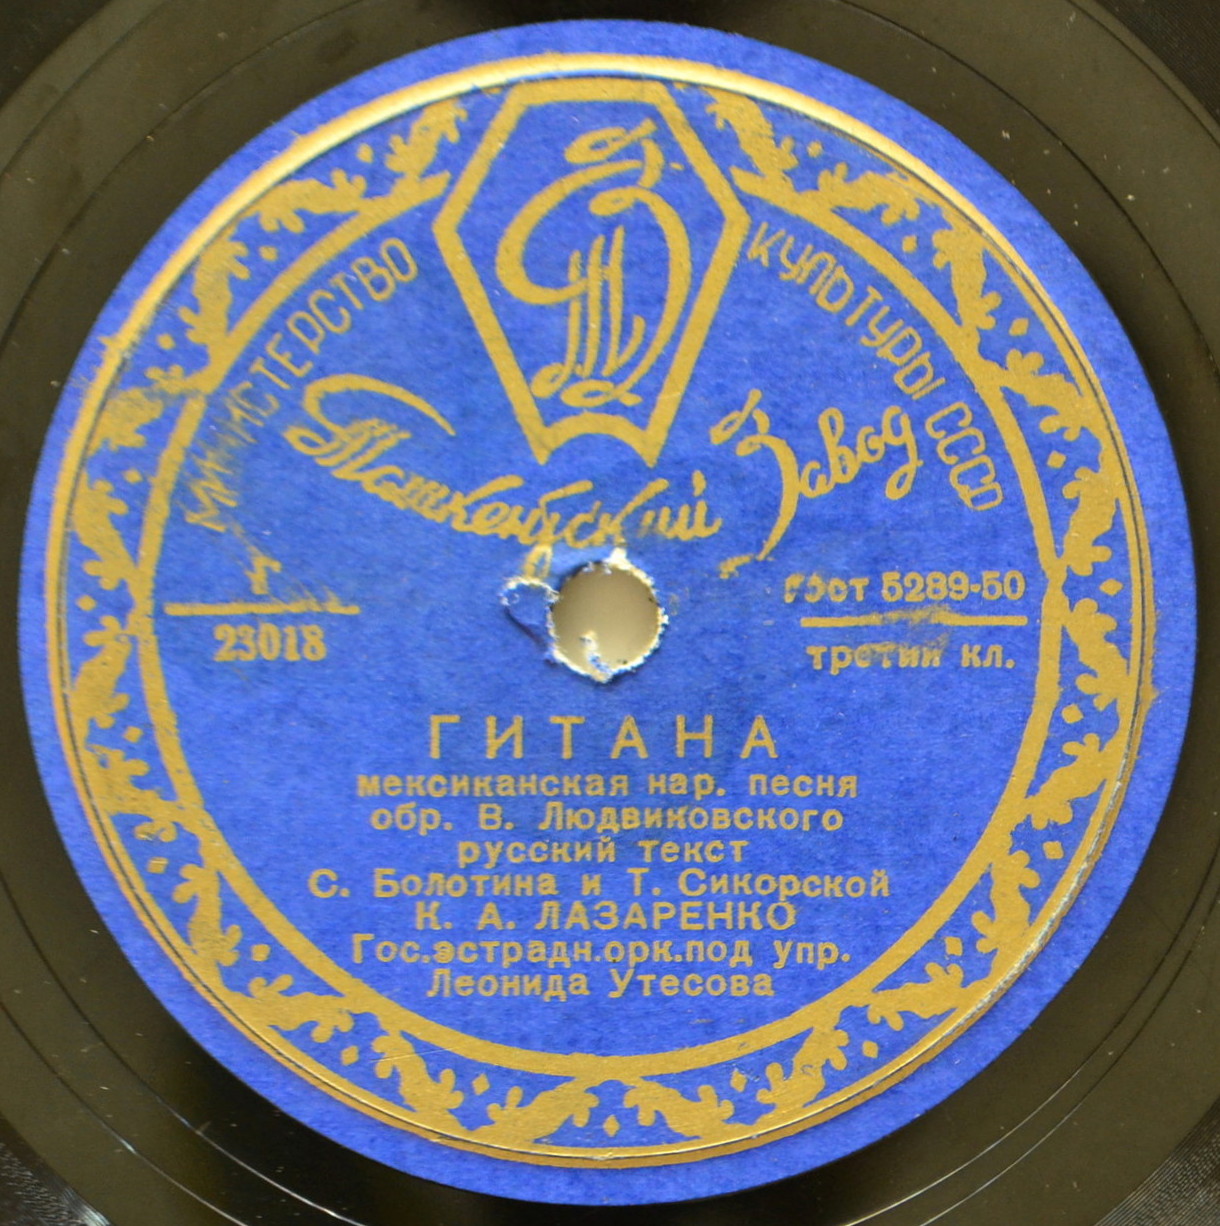 МИНИСТЕРСТВО КУЛЬТУРЫ СССР
Ташкентский Завод
Г
23018
ГОСТ 5289-50
третий кл.
ГИТАНА
мексиканская нар. песня
обр. В. Людвиковского
русский текст
С. Болотина и Т. Сикорской
К. А. ЛАЗАРЕНКО
Гос.эстрадн.орк.под упр.
Леонида Утесова